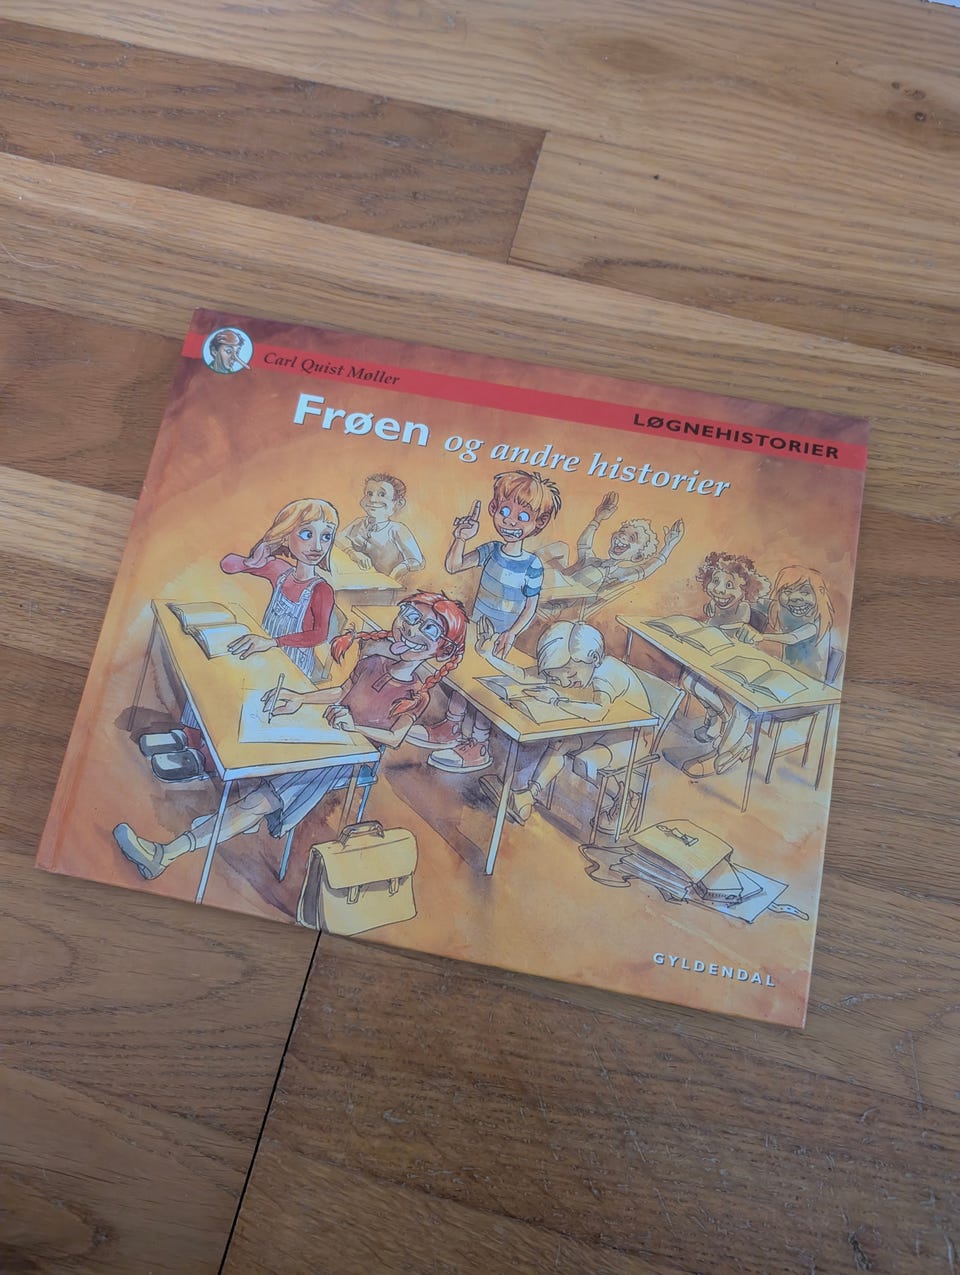 Carl Quist Møller
LØGNEHISTORIER
Frøen og andre historier
GYLDENDAL